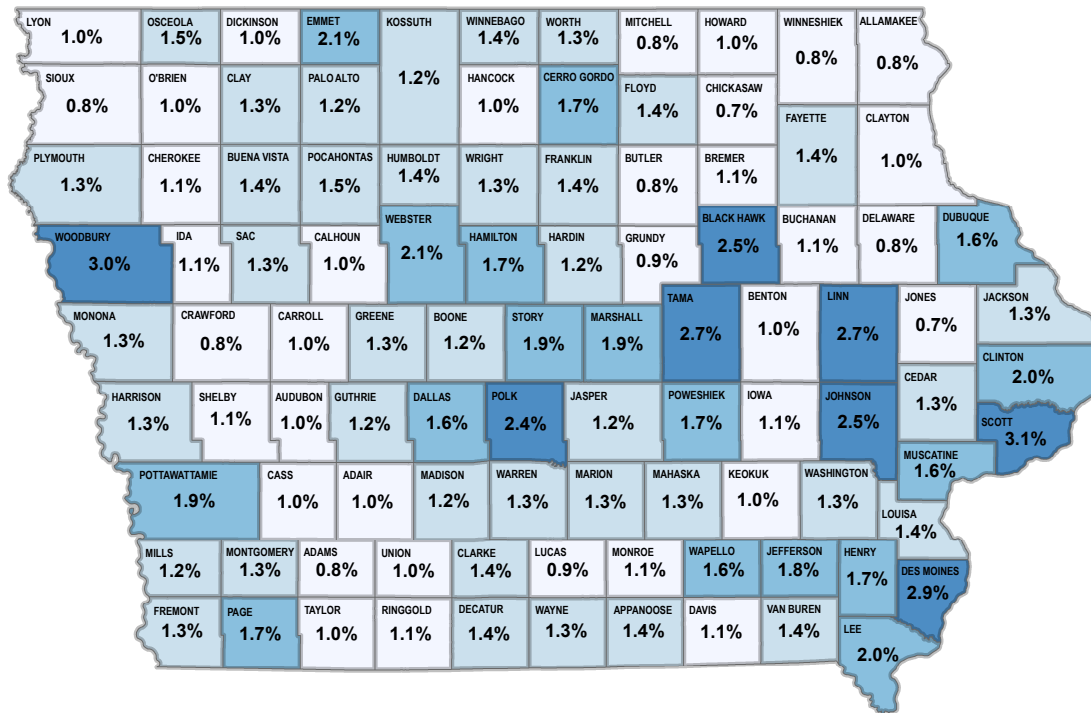 LYON
1.0%
OSCEOLA
1.5%
DICKINSON
1.0%
EMMET
2.1%
KOSSUTH
1.2%
WINNEBAGO
1.4%
WORTH
1.3%
MITCHELL
0.8%
HOWARD
1.0%
WINNESHIEK
0.8%
ALLAMAKEE
0.8%
SIOUX
0.8%
O'BRIEN
1.0%
CLAY
1.3%
PALO ALTO
1.2%
HANCOCK
1.0%
CERRO GORDO
1.7%
FLOYD
1.4%
CHICKASAW
0.7%
FAYETTE
1.4%
CLAYTON
1.0%
PLYMOUTH
1.3%
CHEROKEE
1.1%
BUENA VISTA
1.4%
POCAHONTAS
1.5%
HUMBOLDT
1.4%
WRIGHT
1.3%
FRANKLIN
1.4%
BUTLER
0.8%
BREMER
1.1%
WOODBURY
3.0%
IDA
1.1%
SAC
1.3%
CALHOUN
1.0%
WEBSTER
2.1%
HAMILTON
1.7%
HARDIN
1.2%
GRUNDY
0.9%
BLACK HAWK
2.5%
BUCHANAN
1.1%
DELAWARE
0.8%
DUBUQUE
1.6%
MONONA
1.3%
CRAWFORD
0.8%
CARROLL
1.0%
GREENE
1.3%
BOONE
1.2%
STORY
1.9%
MARSHALL
1.9%
TAMA
2.7%
BENTON
1.0%
LINN
2.7%
JONES
0.7%
JACKSON
1.3%
CLINTON
2.0%
HARRISON
1.3%
SHELBY
1.1%
AUDUBON
1.0%
GUTHRIE
1.2%
DALLAS
1.6%
POLK
2.4%
JASPER
1.2%
POWESHIEK
1.7%
IOWA
1.1%
JOHNSON
2.5%
CEDAR
1.3%
SCOTT
3.1%
MUSCATINE
1.6%
POTTAWATTAMIE
1.9%
CASS
1.0%
ADAIR
1.0%
MADISON
1.2%
WARREN
1.3%
MARION
1.3%
MAHASKA
1.3%
KEOKUK
1.0%
WASHINGTON
1.3%
LOUISA
1.4%
MILLS
1.2%
MONTGOMERY
1.3%
ADAMS
0.8%
UNION
1.0%
CLARKE
1.4%
LUCAS
0.9%
MONROE
1.1%
WAPELLO
1.6%
JEFFERSON
1.8%
HENRY
1.7%
DES MOINES
2.9%
FREMONT
1.3%
PAGE
1.7%
TAYLOR
1.0%
RINGGOLD
1.1%
DECATUR
1.4%
WAYNE
1.3%
APPANOOSE
1.4%
DAVIS
1.1%
VAN BUREN
1.4%
LEE
2.0%